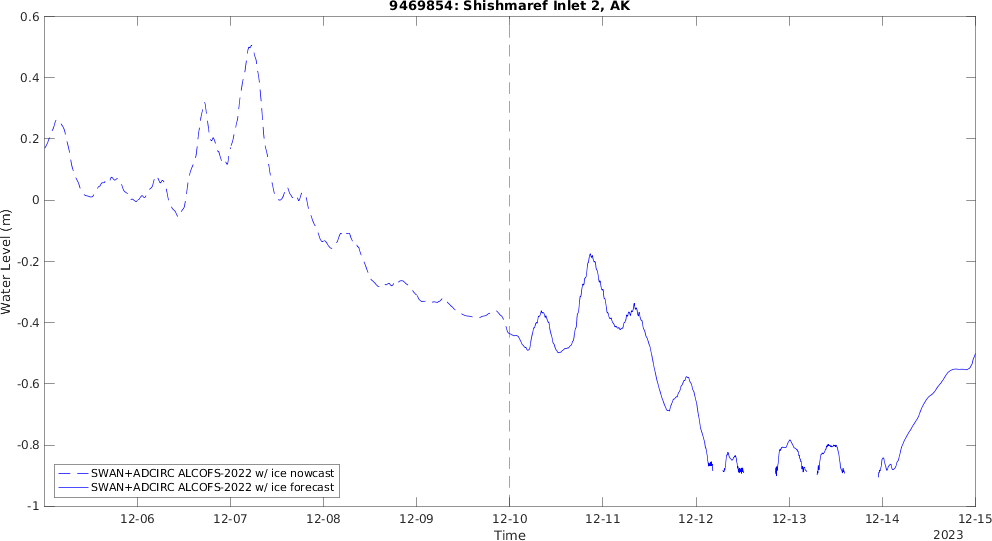 9469854: Shishmaref Inlet 2, AK
0.6
0.4
0.2
0
-0.2
-0.4
-0.6
-0.8
-1
Water Level (m)
SWAN+ADCIRC ALCOFS-2022 w/ ice nowcast
SWAN+ADCIRC ALCOFS-2022 w/ ice forecast
12-06 12-07 12-08 12-09 12-10 12-11 12-12 12-13 12-14 12-15
Time
2023